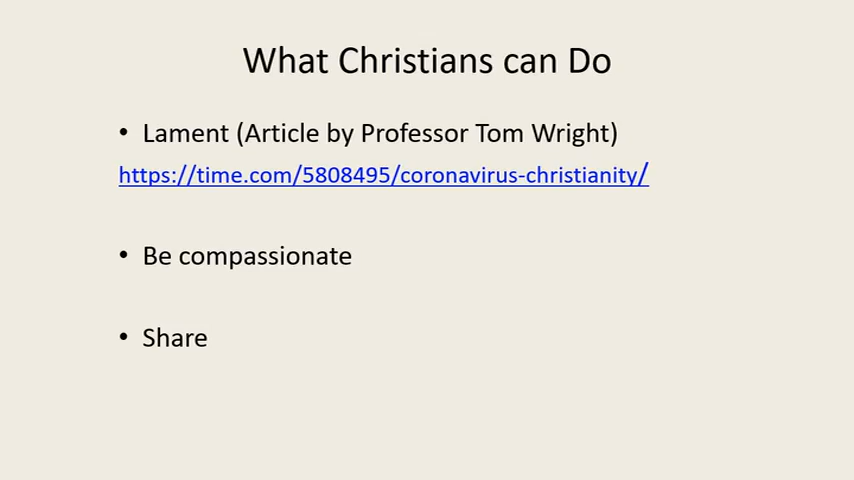 What Christians can Do
• Lament (Article by Professor Tom Wright)
https://time.com/5808495/coronavirus-christianity/
• Be compassionate
• Share